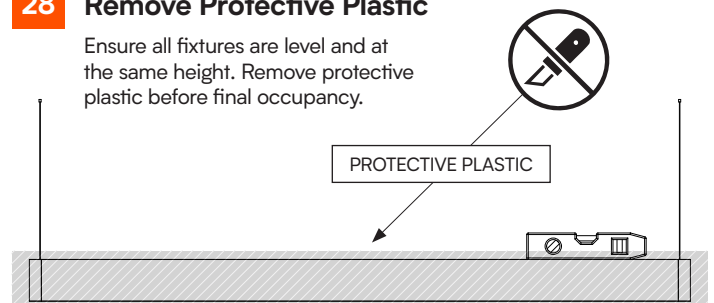 28 Remove Protective Plastic
Ensure all fixtures are level and at
the same height. Remove protective
plastic before final occupancy.
PROTECTIVE PLASTIC